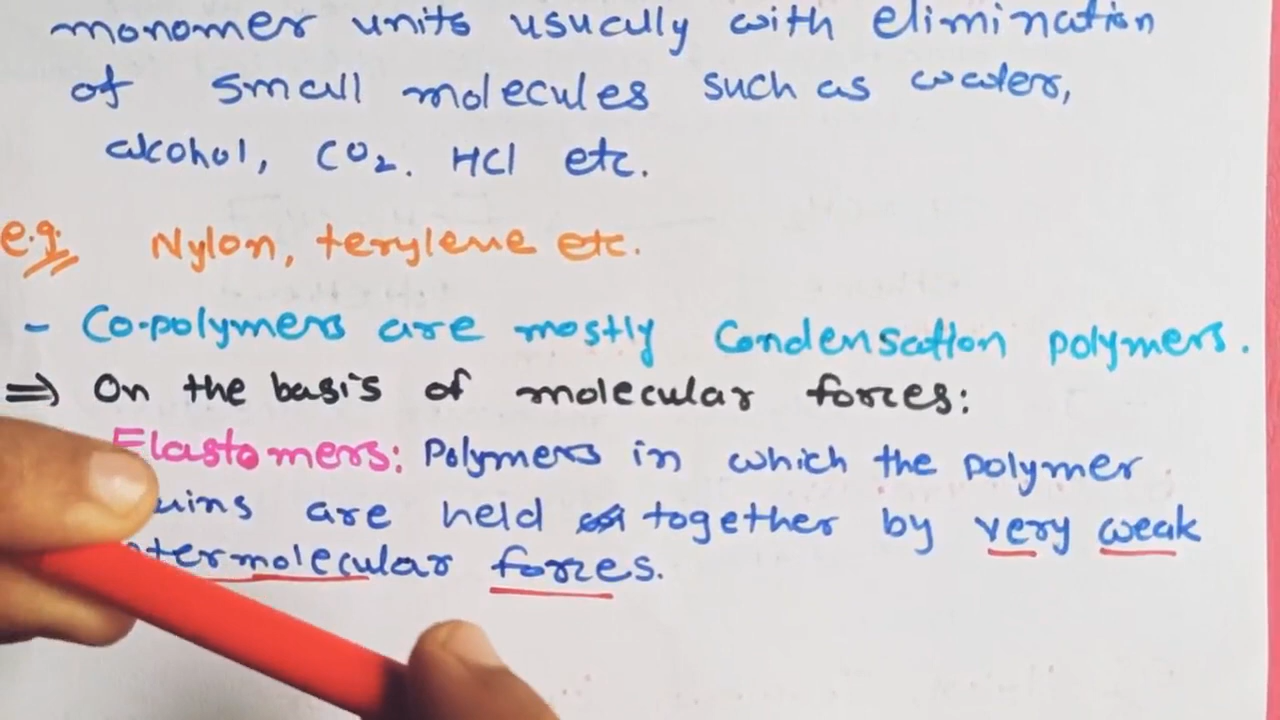 monomer units usually with elimination
of small molecules such as water,
alcohol, CO₂. HCl etc.
e.g. Nylon, terylene etc.
- Co-polymers are mostly Condensation polymers.
⇒ On the basis of molecular forces:
Elastomers: Polymers in which the polymer
are held together by very weak
forces.